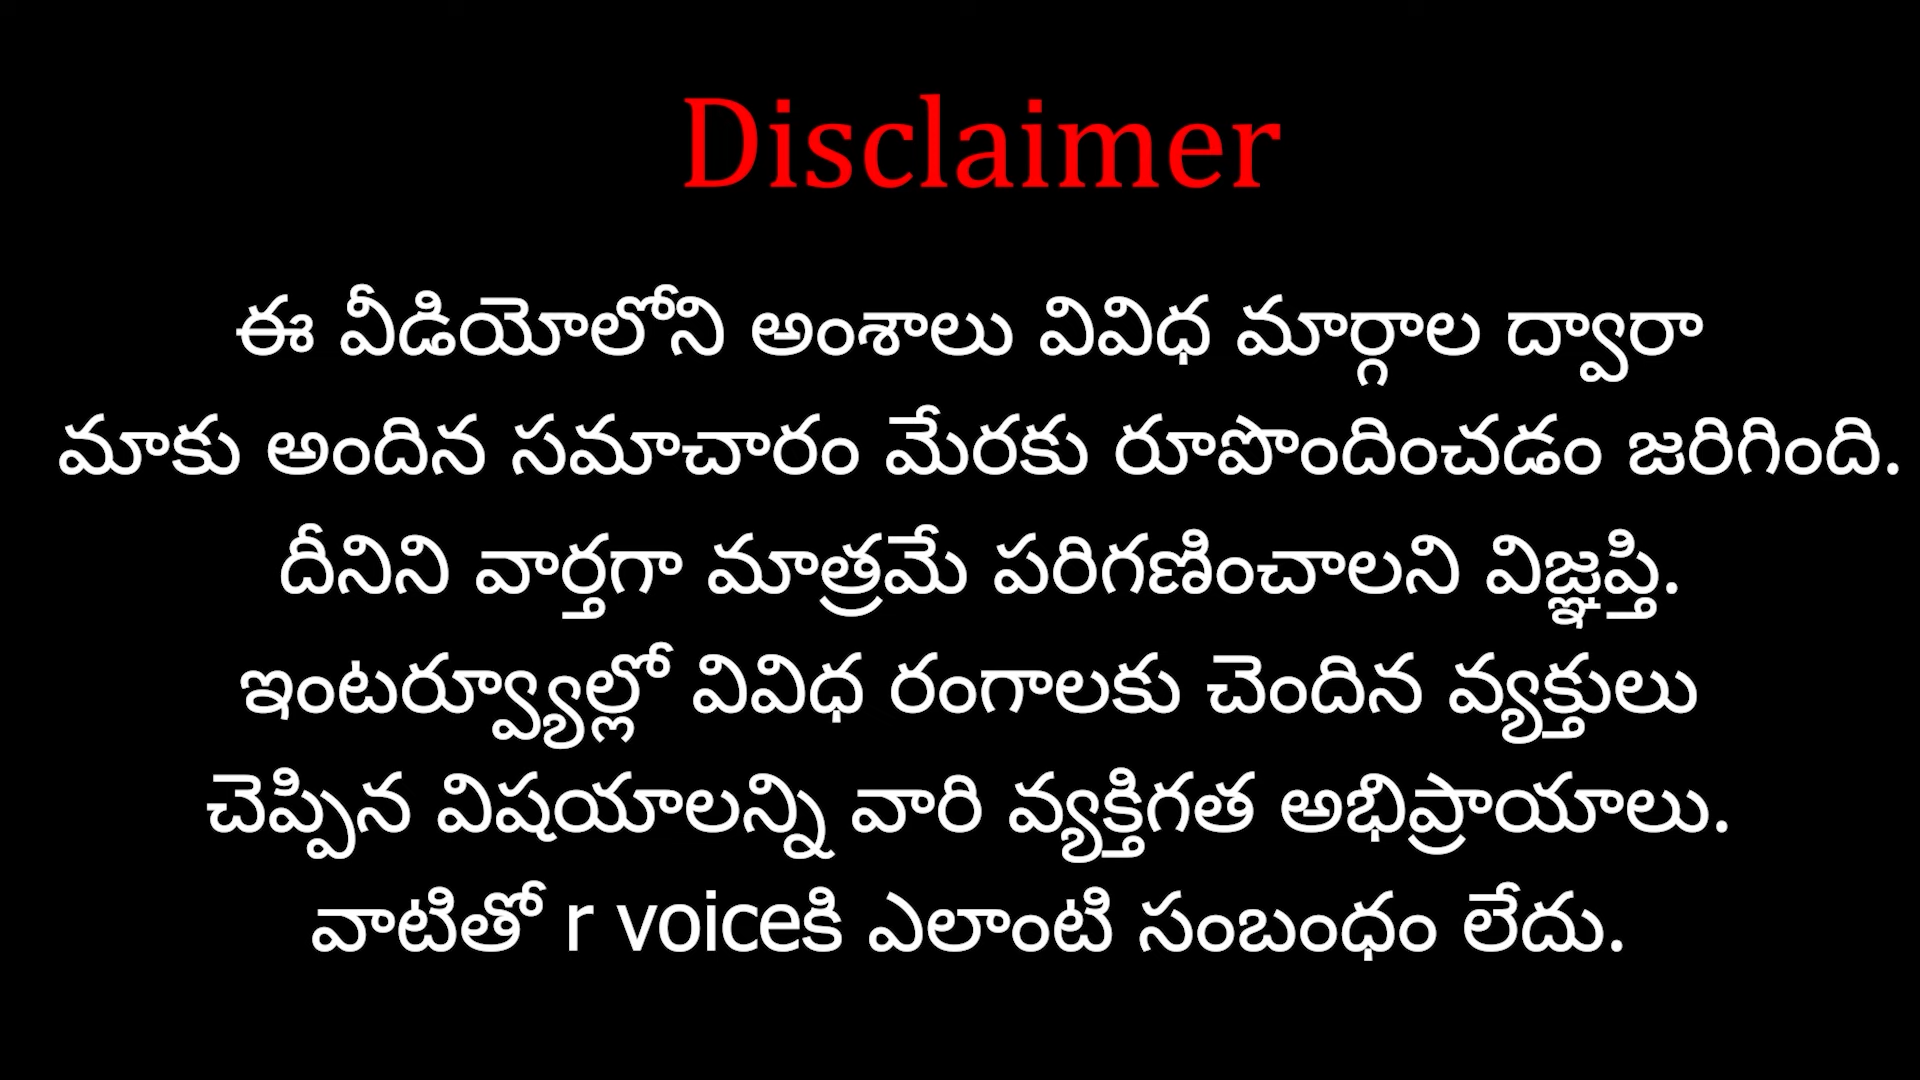 Disclaimer
ఈ వీడియోలోని అంశాలు వివిధ మార్గాల ద్వారా
మాకు అందిన సమాచారం మేరకు రూపొందించడం జరిగింది.
దీనిని వార్తగా మాత్రమే పరిగణించాలని విజ్ఞప్తి.
ఇంటర్వ్యూల్లో వివిధ రంగాలకు చెందిన వ్యక్తులు
చెప్పిన విషయాలన్ని వారి వ్యక్తిగత అభిప్రాయాలు.
వాటితో r voiceకి ఎలాంటి సంబంధం లేదు.